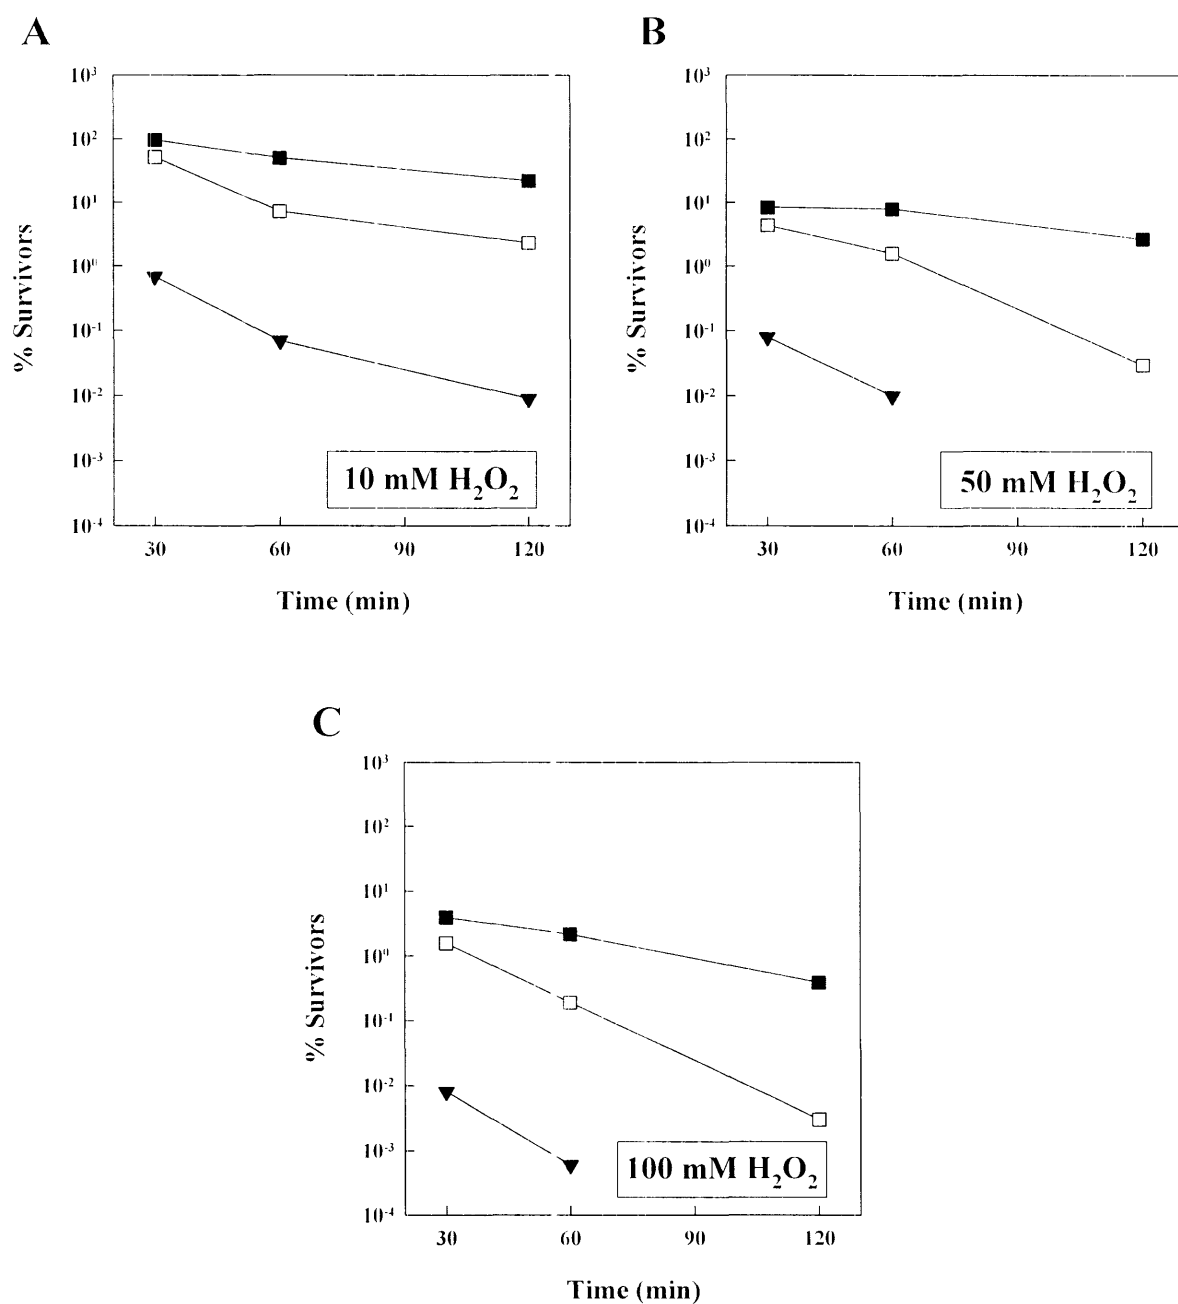 A
% Survivors
10³
10²
10¹
10⁰
10⁻¹
10⁻²
10⁻³
10⁻⁴
10 mM H₂O₂
30 60 90 120
Time (min)
B
% Survivors
10³
10²
10¹
10⁰
10⁻¹
10⁻²
10⁻³
10⁻⁴
50 mM H₂O₂
30 60 90 120
Time (min)
C
% Survivors
10³
10²
10¹
10⁰
10⁻¹
10⁻²
10⁻³
10⁻⁴
100 mM H₂O₂
30 60 90 120
Time (min)